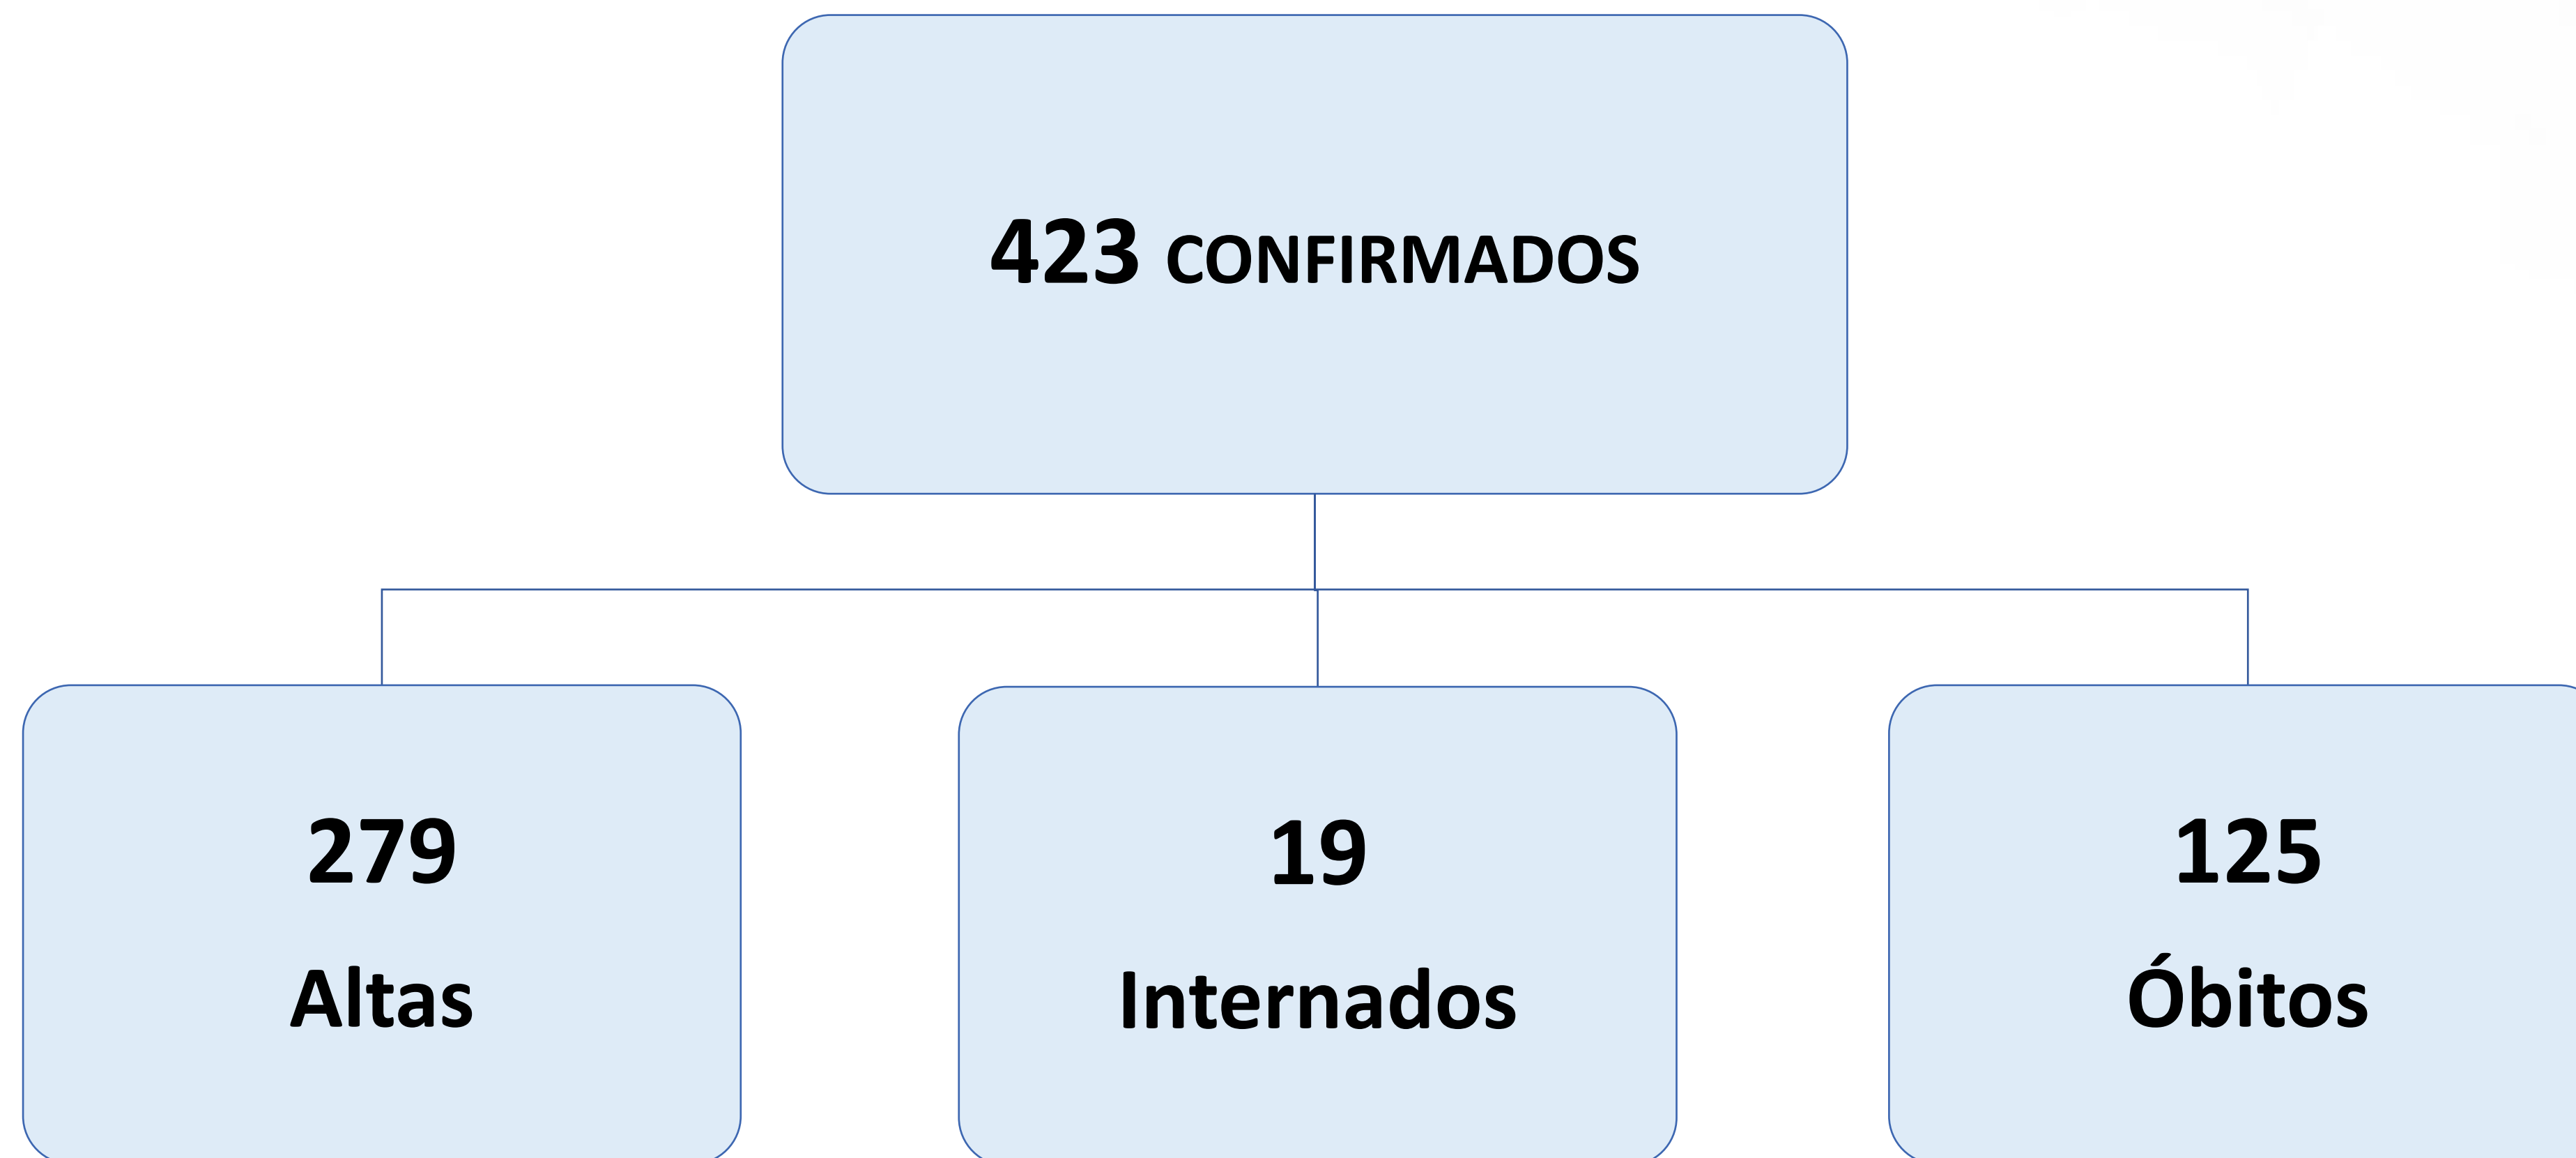 423 CONFIRMADOS
279
Altas
19
Internados
125
Óbitos